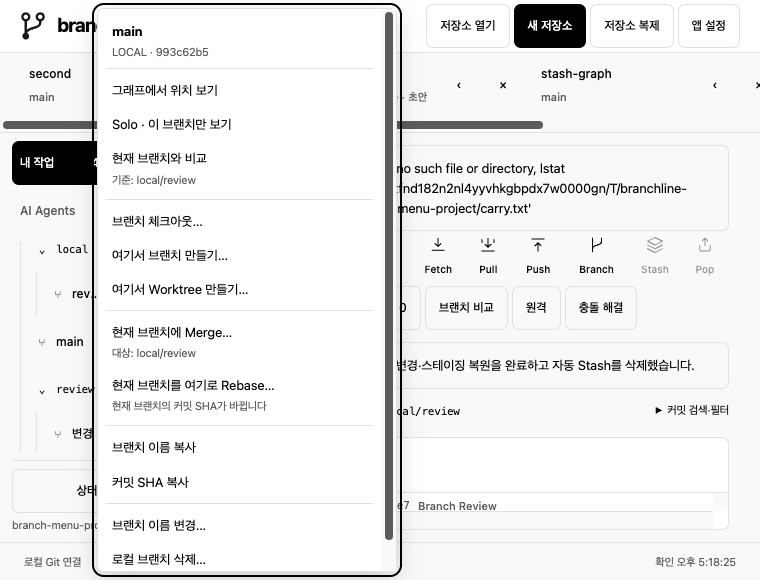 bran
저장소 열기
새 저장소
저장소 복제
앱 설정
second
main
초안
stash-graph
main
main
LOCAL · 993c62b5
그래프에서 위치 보기
Solo · 이 브랜치만 보기
현재 브랜치와 비교
기준: local/review
브랜치 체크아웃...
여기서 브랜치 만들기...
여기서 Worktree 만들기...
현재 브랜치에 Merge...
대상: local/review
현재 브랜치를 여기로 Rebase...
현재 브랜치의 커밋 SHA가 바뀝니다
브랜치 이름 복사
커밋 SHA 복사
브랜치 이름 변경...
로컬 브랜치 삭제...
내 작업
AI Agents
local
rev...
main
review
변경
상태
branch-menu-pro
no such file or directory, lstat
fnd182n2nl4yyvhkgbpdx7w0000gn/T/branchline-
menu-project/carry.txt'
Fetch
Pull
Push
Branch
Stash
Pop
0
브랜치 비교
원격
충돌 해결
변경·스테이징 복원을 완료하고 자동 Stash를 삭제했습니다.
cal/review
▶ 커밋 검색·필터
e7 Branch Review
로컬 Git 연결
확인 오후 5:18:25